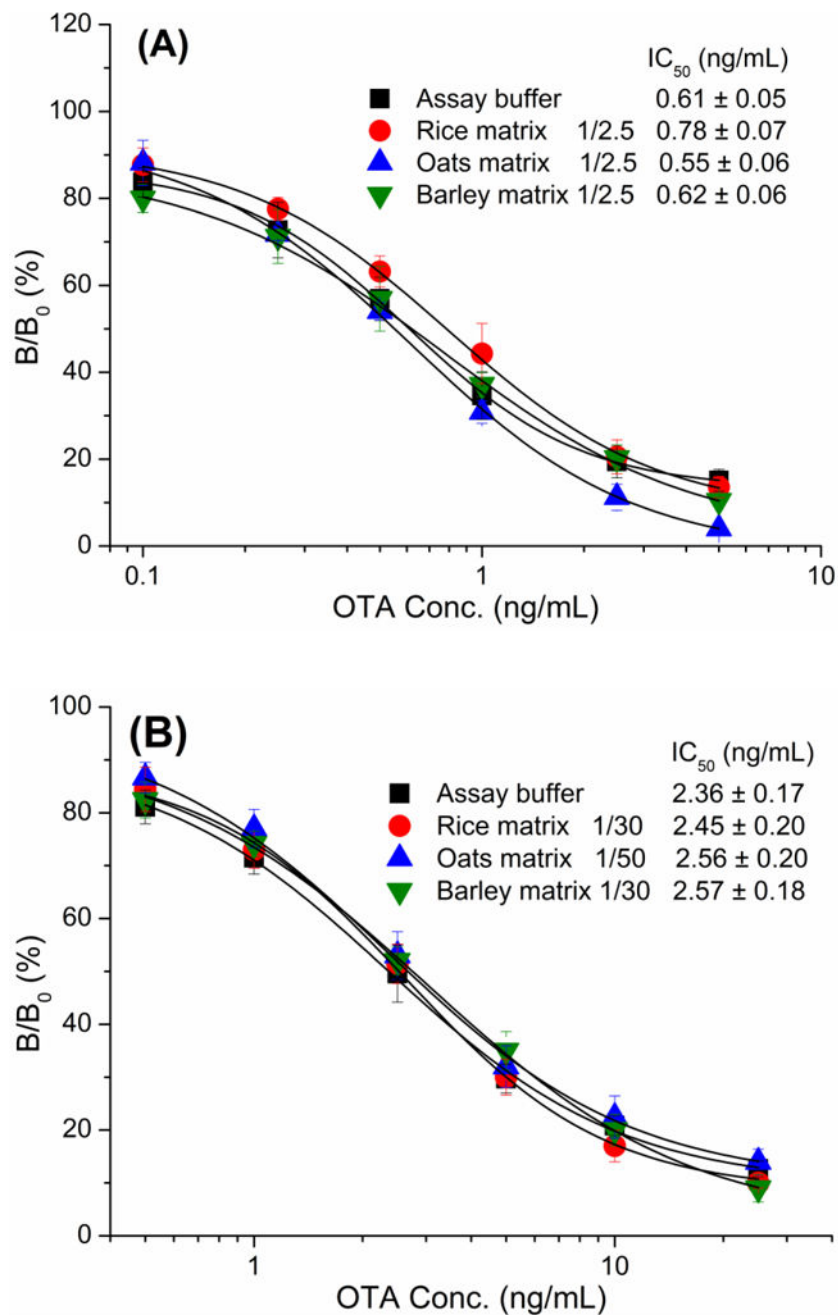 (A)
IC50 (ng/mL)
Assay buffer 0.61 ± 0.05
Rice matrix 1/2.5 0.78 ± 0.07
Oats matrix 1/2.5 0.55 ± 0.06
Barley matrix 1/2.5 0.62 ± 0.06
120
100
80
60
40
20
0
B/B0 (%)
0.1 1 10
OTA Conc. (ng/mL)
(B)
IC50 (ng/mL)
Assay buffer 2.36 ± 0.17
Rice matrix 1/30 2.45 ± 0.20
Oats matrix 1/50 2.56 ± 0.20
Barley matrix 1/30 2.57 ± 0.18
100
80
60
40
20
0
B/B0 (%)
1 10
OTA Conc. (ng/mL)